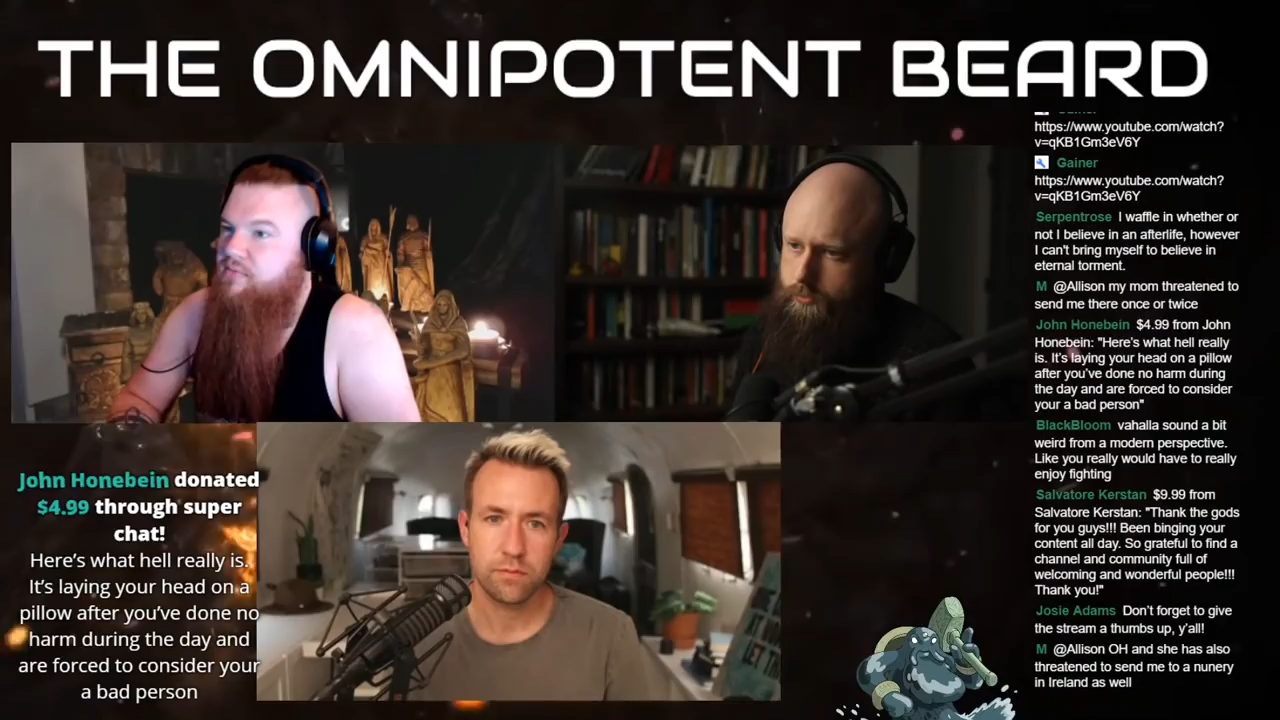 THE OMNIPOTENT BEARD
Gainer
https://www.youtube.com/watch?
v=qKB1Gm3eV6Y
Gainer
https://www.youtube.com/watch?
v=qKB1Gm3eV6Y
Serpentrose I waffle in whether or
not I believe in an afterlife, however
I can't bring myself to believe in
eternal torment.
M @Allison my mom threatened to
send me there once or twice
John Honebein $4.99 from John
Honebein: "Here's what hell really
is. It's laying your head on a pillow
after you've done no harm during
the day and are forced to consider
your a bad person"
BlackBloom vahalla sound a bit
weird from a modern perspective.
Like you really would have to really
enjoy fighting
Salvatore Kerstan $9.99 from
Salvatore Kerstan: "Thank the gods
for you guys!!! Been binging your
content all day. So grateful to find a
channel and community full of
welcoming and wonderful people!!!
Thank you!"
Josie Adams Don't forget to give
the stream a thumbs up, y'all!
M @Allison OH and she has also
threatened to send me to a nunery
in Ireland as well
John Honebein donated
$4.99 through super
chat!
Here's what hell really is.
It's laying your head on a
pillow after you've done no
harm during the day and
are forced to consider your
a bad person